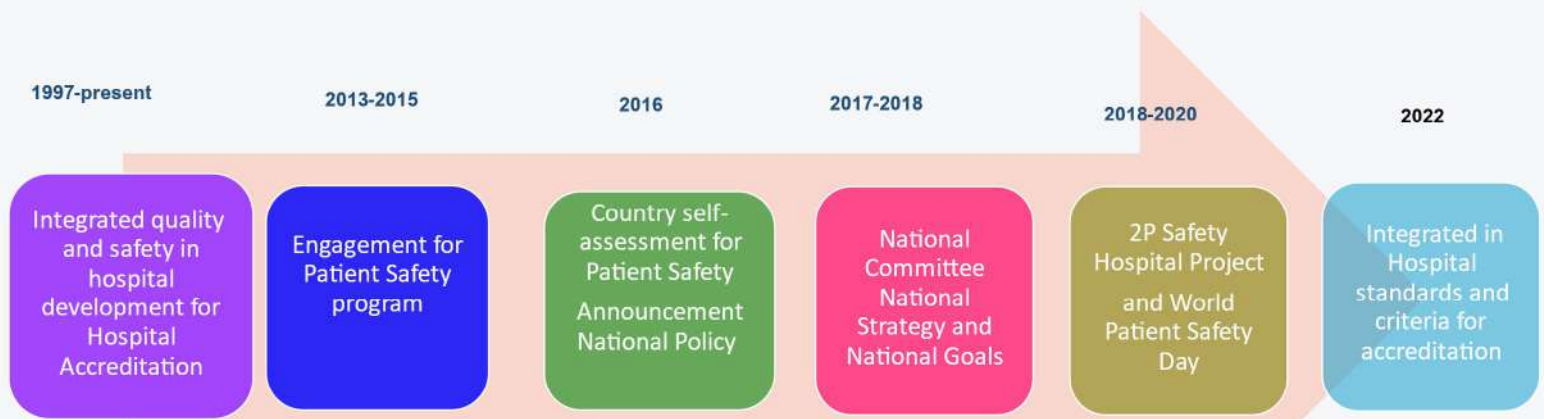 1997-present
Integrated quality
and safety in
hospital
development for
Hospital
Accreditation
2013-2015
Engagement for
Patient Safety
program
2016
Country self-
assessment for
Patient Safety
Announcement
National Policy
2017-2018
National
Committee
National
Strategy and
National Goals
2018-2020
2P Safety
Hospital Project
and World
Patient Safety
Day
2022
Integrated in
Hospital
standards and
criteria for
accreditation